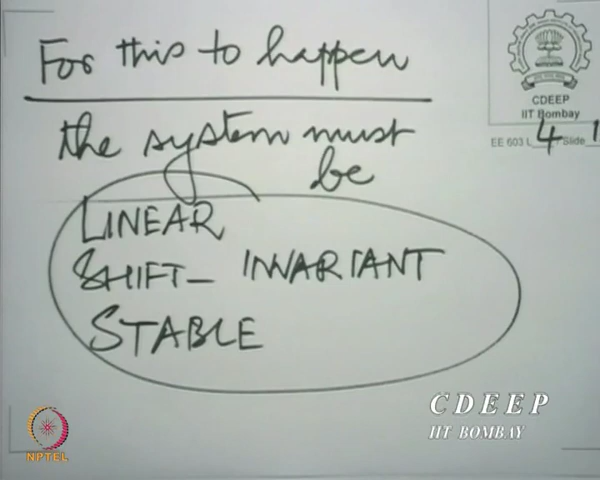 For this to happen
the system must
be
LINEAR
SHIFT- INVARIANT
STABLE
CDEEP
IIT Bombay
EE 603 L 4 Slide 1
NPTEL
CDEEP
IIT BOMBAY